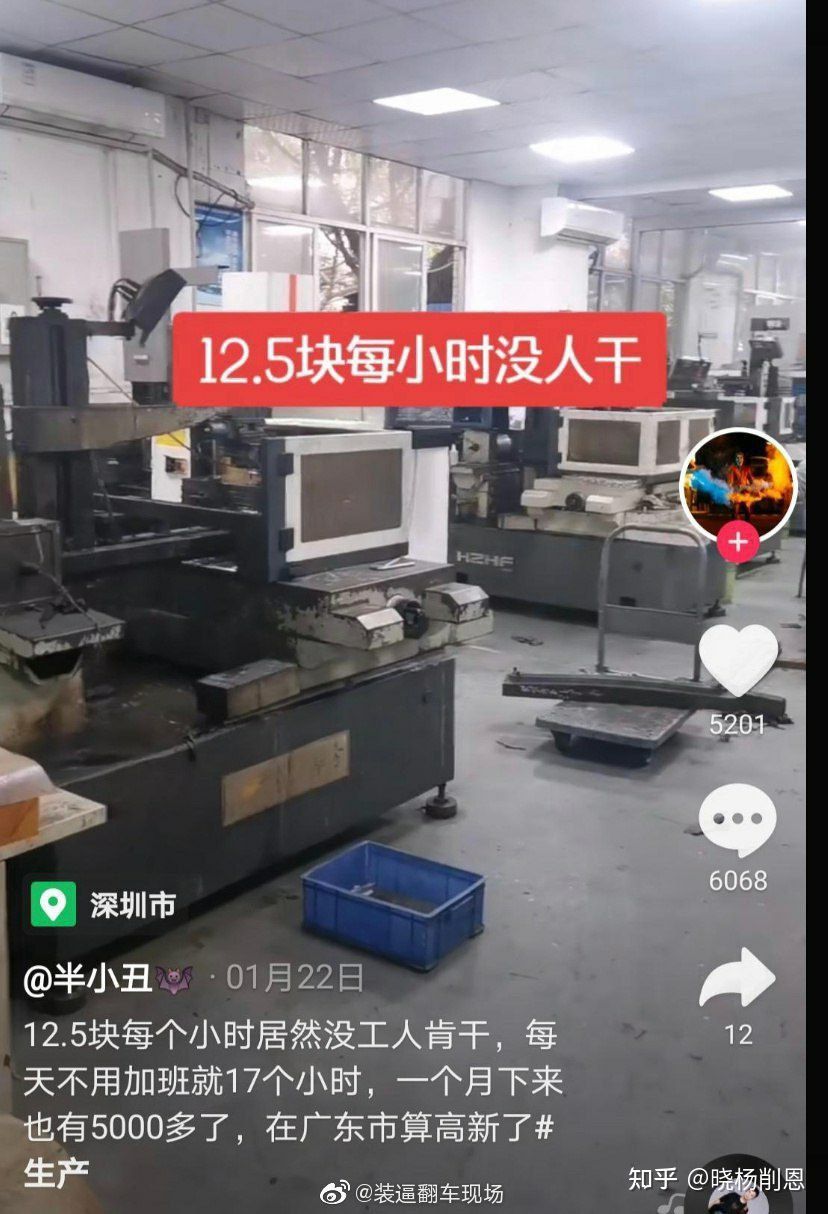 12.5块每小时没人干
HZHF
5201
6068
深圳市
@半小丑🦇 · 01月22日
12
12.5块每个小时居然没工人肯干，每
天不用加班就17个小时，一个月下来
也有5000多了，在广东市算高新了#
生产
知乎 @晓杨削恩
@装逼翻车现场